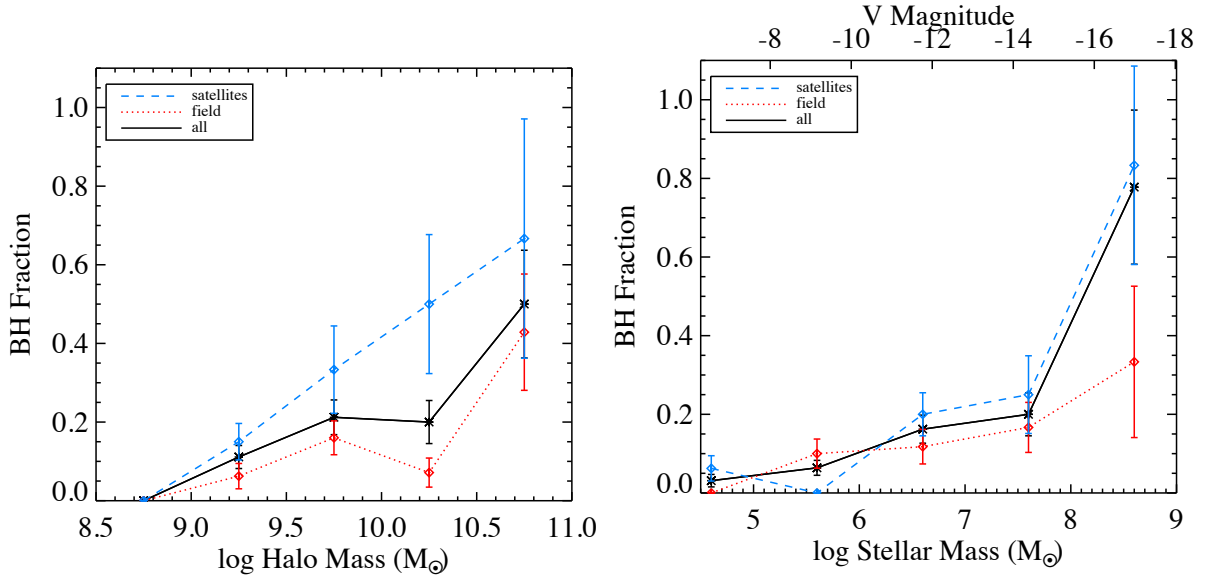 V Magnitude
-8 -10 -12 -14 -16 -18
satellites
field
all
1.0
0.8
0.6
0.4
0.2
0.0
BH Fraction
8.5 9.0 9.5 10.0 10.5 11.0
log Halo Mass (M☉)
satellites
field
all
1.0
0.8
0.6
0.4
0.2
0.0
BH Fraction
5 6 7 8 9
log Stellar Mass (M☉)